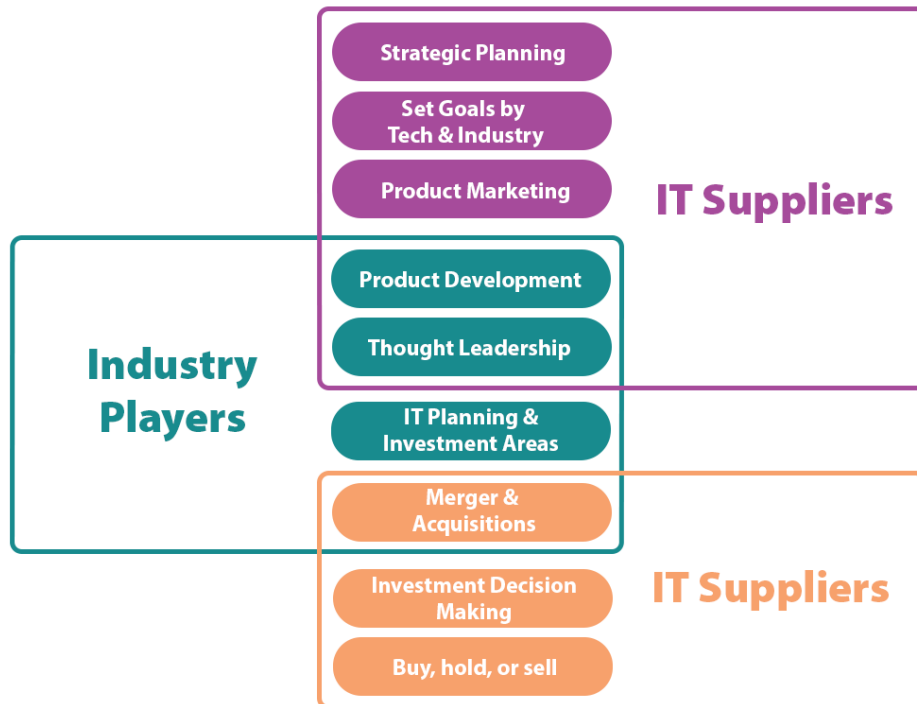 Strategic Planning
Set Goals by
Tech & Industry
Product Marketing
IT Suppliers
Product Development
Thought Leadership
Industry
Players
IT Planning &
Investment Areas
Merger &
Acquisitions
Investment Decision
Making
IT Suppliers
Buy, hold, or sell